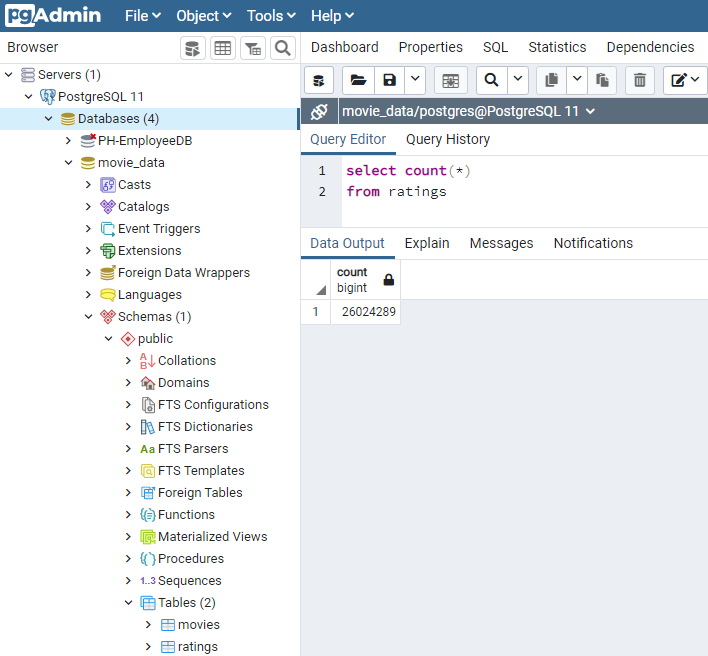 pgAdmin File Object Tools Help
Browser
Dashboard Properties SQL Statistics Dependencies
Servers (1)
PostgreSQL 11
Databases (4)
PH-EmployeeDB
movie_data
Casts
Catalogs
Event Triggers
Extensions
Foreign Data Wrappers
Languages
Schemas (1)
public
Collations
Domains
FTS Configurations
FTS Dictionaries
Aa FTS Parsers
FTS Templates
Foreign Tables
Functions
Materialized Views
Procedures
1..3 Sequences
Tables (2)
movies
ratings
movie_data/postgres@PostgreSQL 11
Query Editor Query History
1 select count(*)
2 from ratings
Data Output Explain Messages Notifications
count
bigint
1 26024289